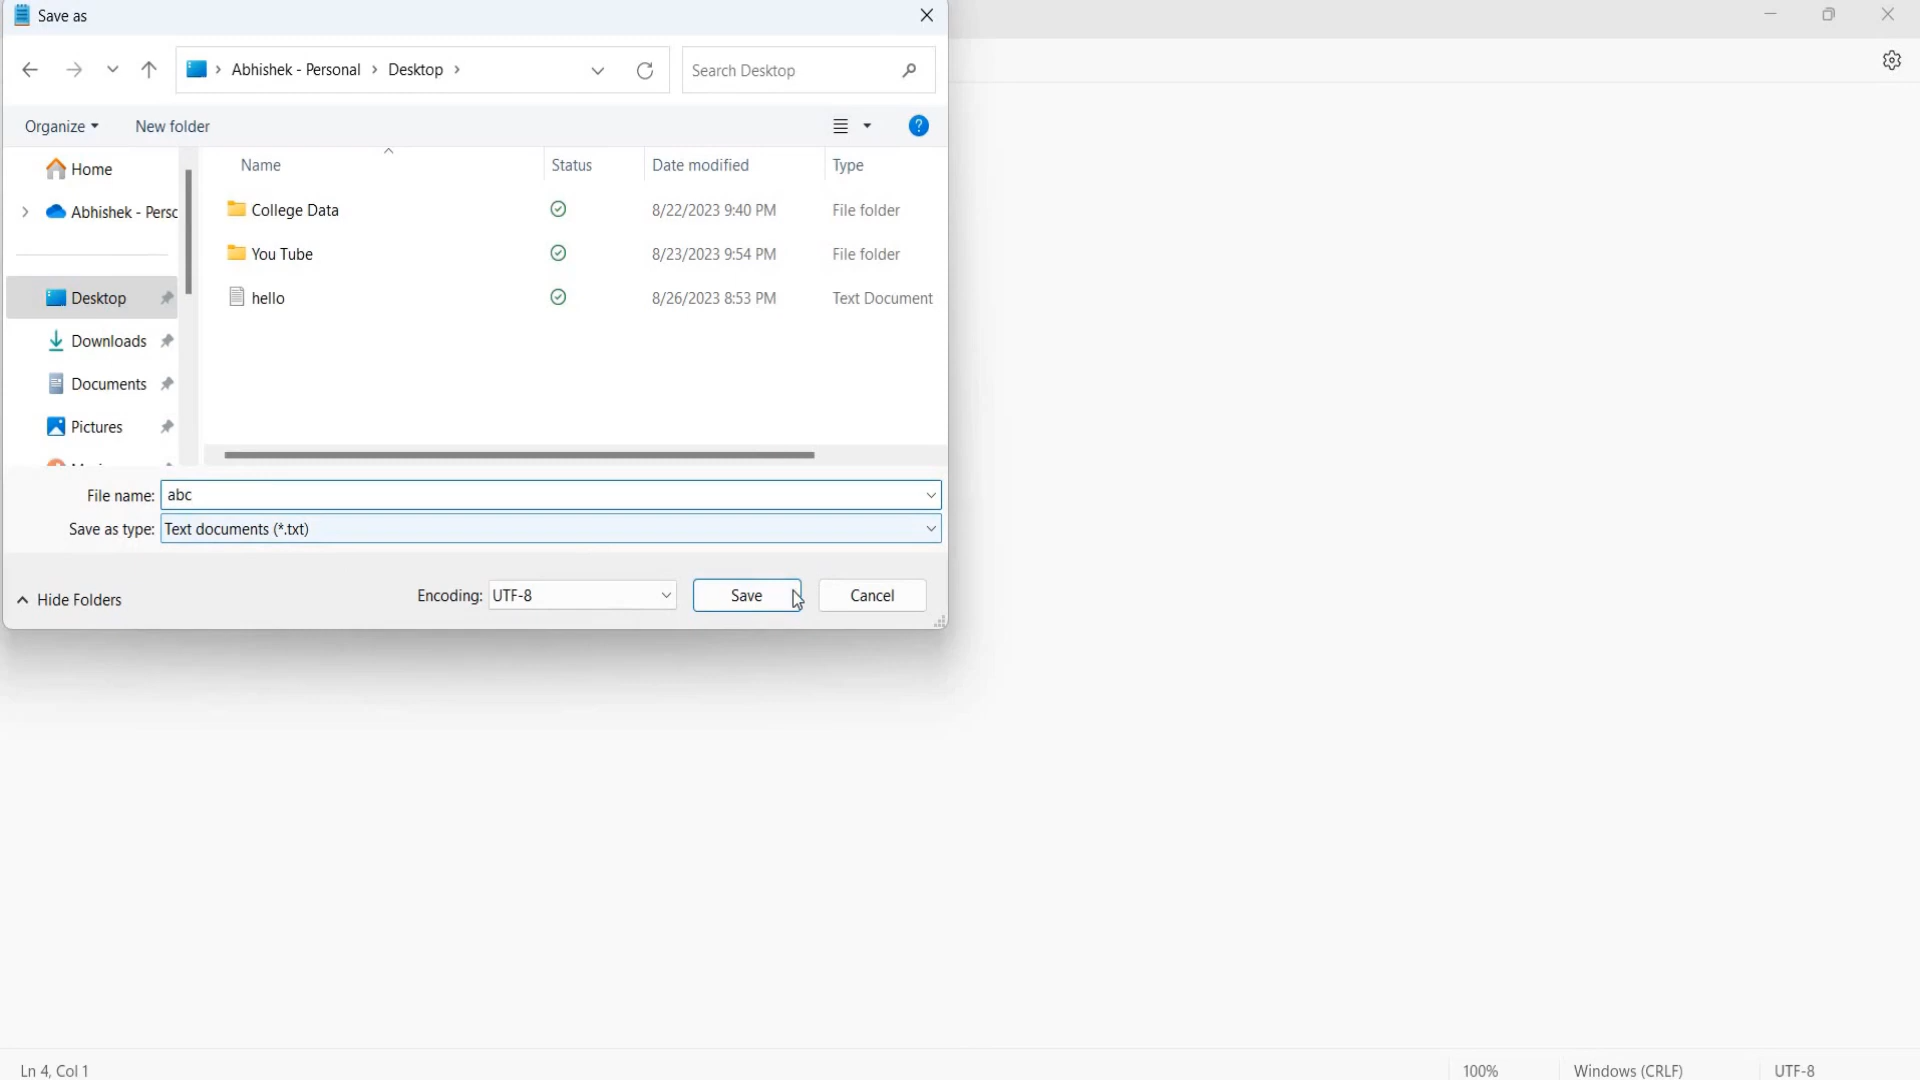 Save as
Abhishek - Personal > Desktop >
Search Desktop
Organize
New folder
Name Status Date modified Type
Home
Abhishek - Persc
College Data 8/22/2023 9:40 PM File folder
You Tube 8/23/2023 9:54 PM File folder
Desktop
hello 8/26/2023 8:53 PM Text Document
Downloads
Documents
Pictures
File name: abc
Save as type: Text documents (*.txt)
Hide Folders
Encoding: UTF-8
Save
Cancel
Ln 4, Col 1
100%
Windows (CRLF)
UTF-8